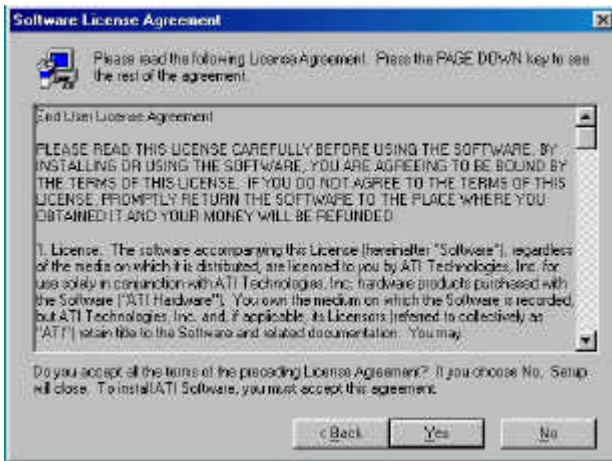 Software License Agreement
Please read the following License Agreement. Press the PAGE DOWN key to see
the rest of the agreement.
End User License Agreement
PLEASE READ THIS LICENSE CAREFULLY BEFORE USING THE SOFTWARE. BY
INSTALLING OR USING THE SOFTWARE, YOU ARE AGREEING TO BE BOUND BY
THE TERMS OF THIS LICENSE. IF YOU DO NOT AGREE TO THE TERMS OF THIS
LICENSE, PROMPTLY RETURN THE SOFTWARE TO THE PLACE WHERE YOU
OBTAINED IT AND YOUR MONEY WILL BE REFUNDED.
1. License. The software accompanying this License (hereinafter "Software"), regardless
of the media on which it is distributed, are licensed to you by ATI Technologies, Inc. for
use solely in conjunction with ATI Technologies, Inc. hardware products purchased with
the Software ("ATI Hardware"). You own the medium on which the Software is recorded,
but ATI Technologies, Inc. and, if applicable, its Licensors (referred to collectively as
"ATI") retain title to the Software and related documentation. You may:
Do you accept all the terms of the preceding License Agreement? If you choose No, Setup
will close. To install ATI Software, you must accept this agreement.
< Back Yes No